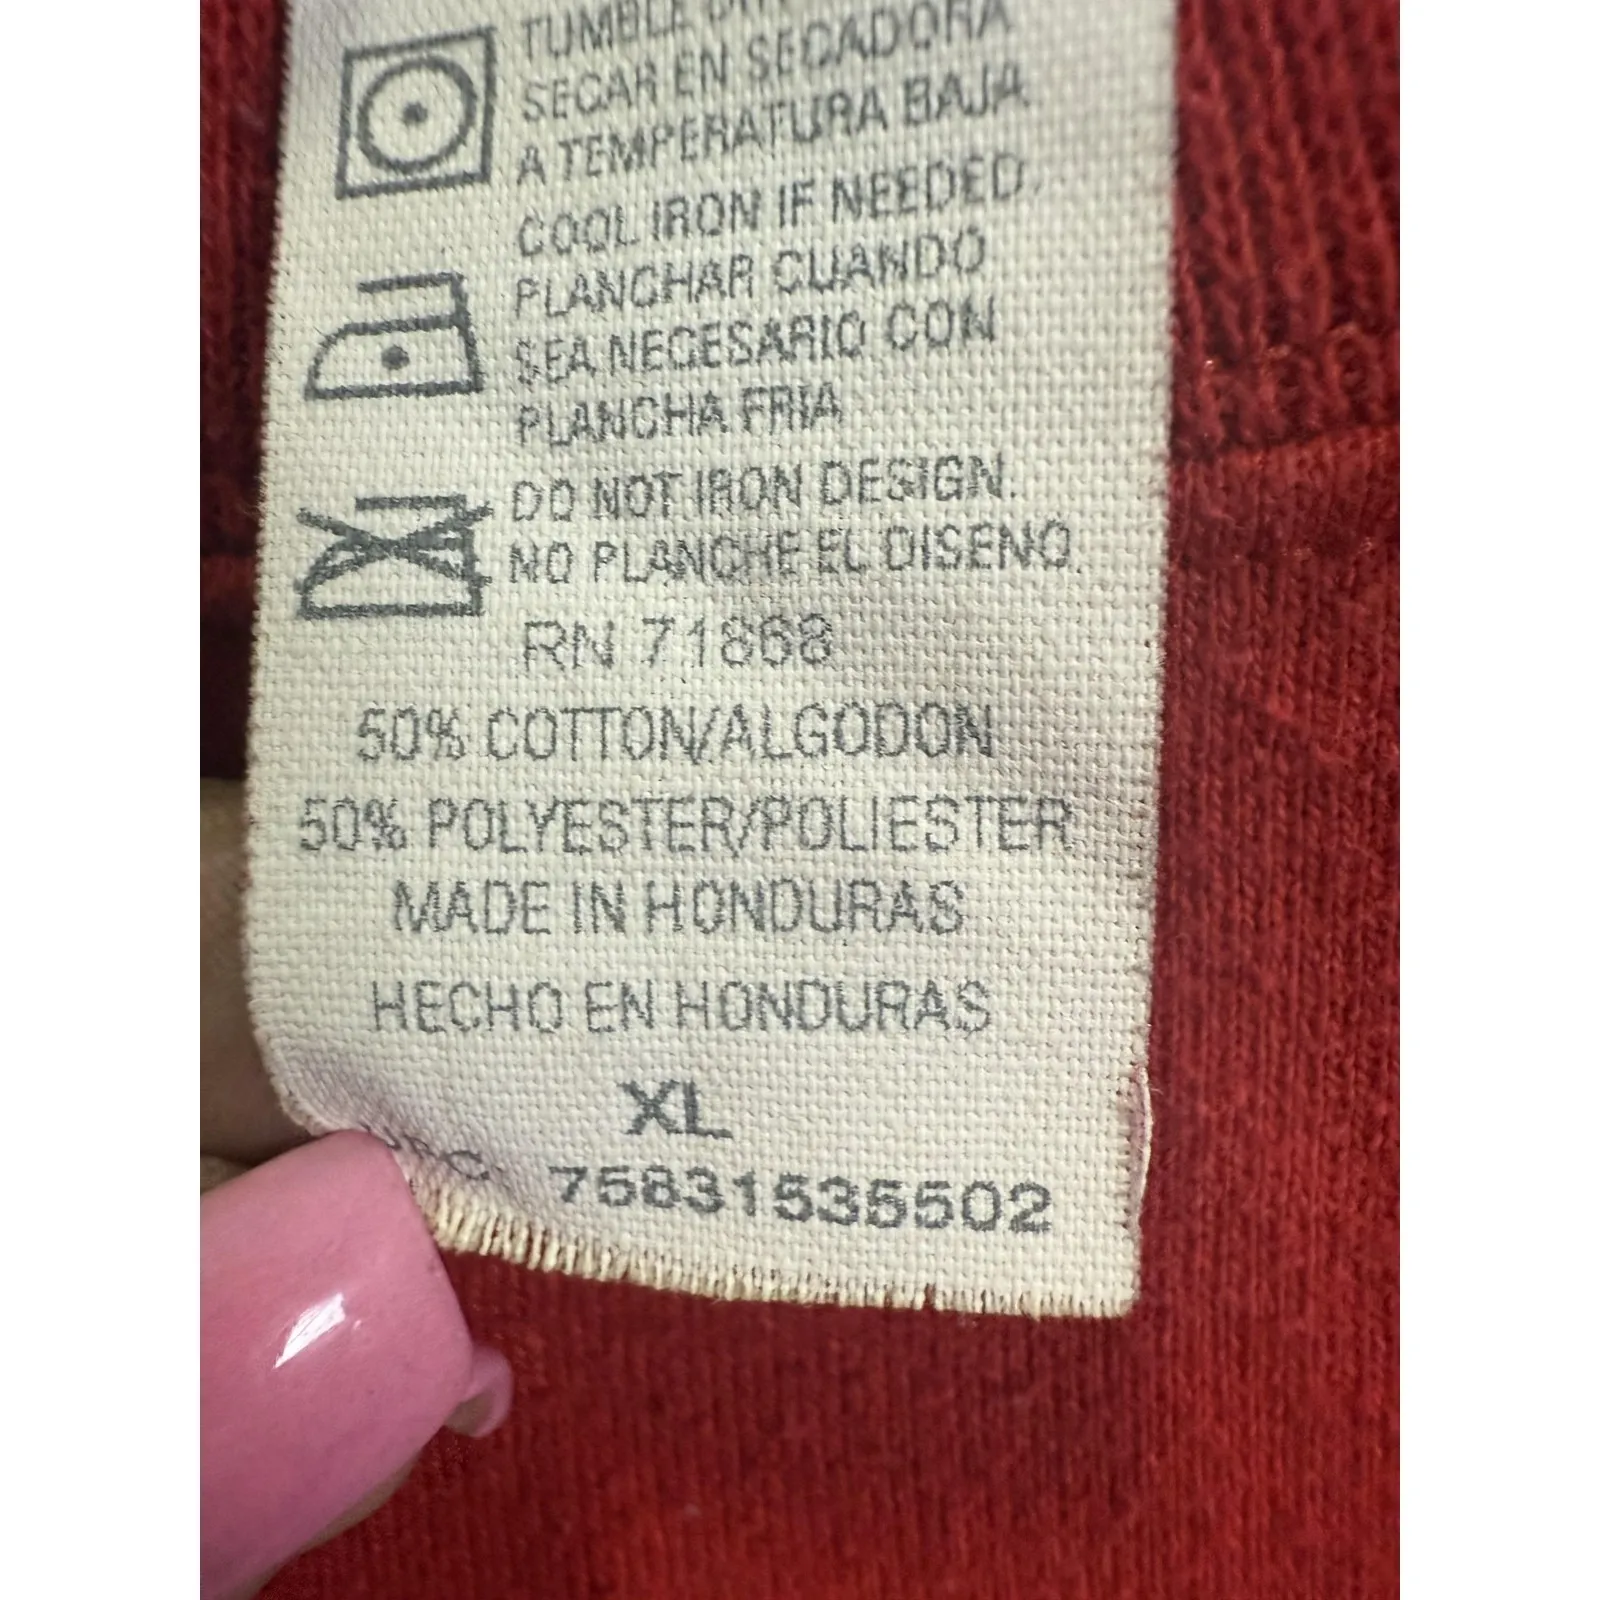 TUMBLE
SECAR EN SECADORA
A TEMPERATURA BAJA
COOL IRON IF NEEDED.
PLANCHAR CUANDO
SEA NECESARIO CON
PLANCHA FRIA
DO NOT IRON DESIGN.
NO PLANCHE EL DISENO.
RN 71868
50% COTTON/ALGODON
50% POLYESTER/POLIESTER
MADE IN HONDURAS
HECHO EN HONDURAS
XL
75831535502